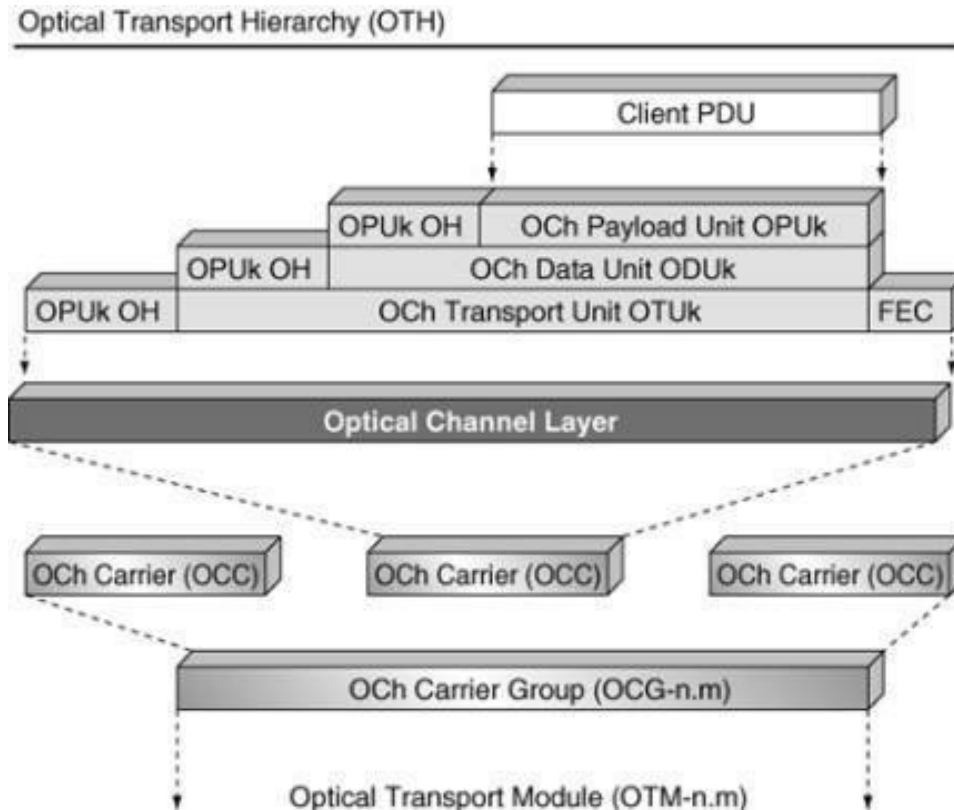 Optical Transport Hierarchy (OTH)
Client PDU
OPUk OH OCh Payload Unit OPUk
OPUk OH OCh Data Unit ODUk
OPUk OH OCh Transport Unit OTUk FEC
Optical Channel Layer
OCh Carrier (OCC) OCh Carrier (OCC) OCh Carrier (OCC)
OCh Carrier Group (OCG-n.m)
Optical Transport Module (OTM-n.m)